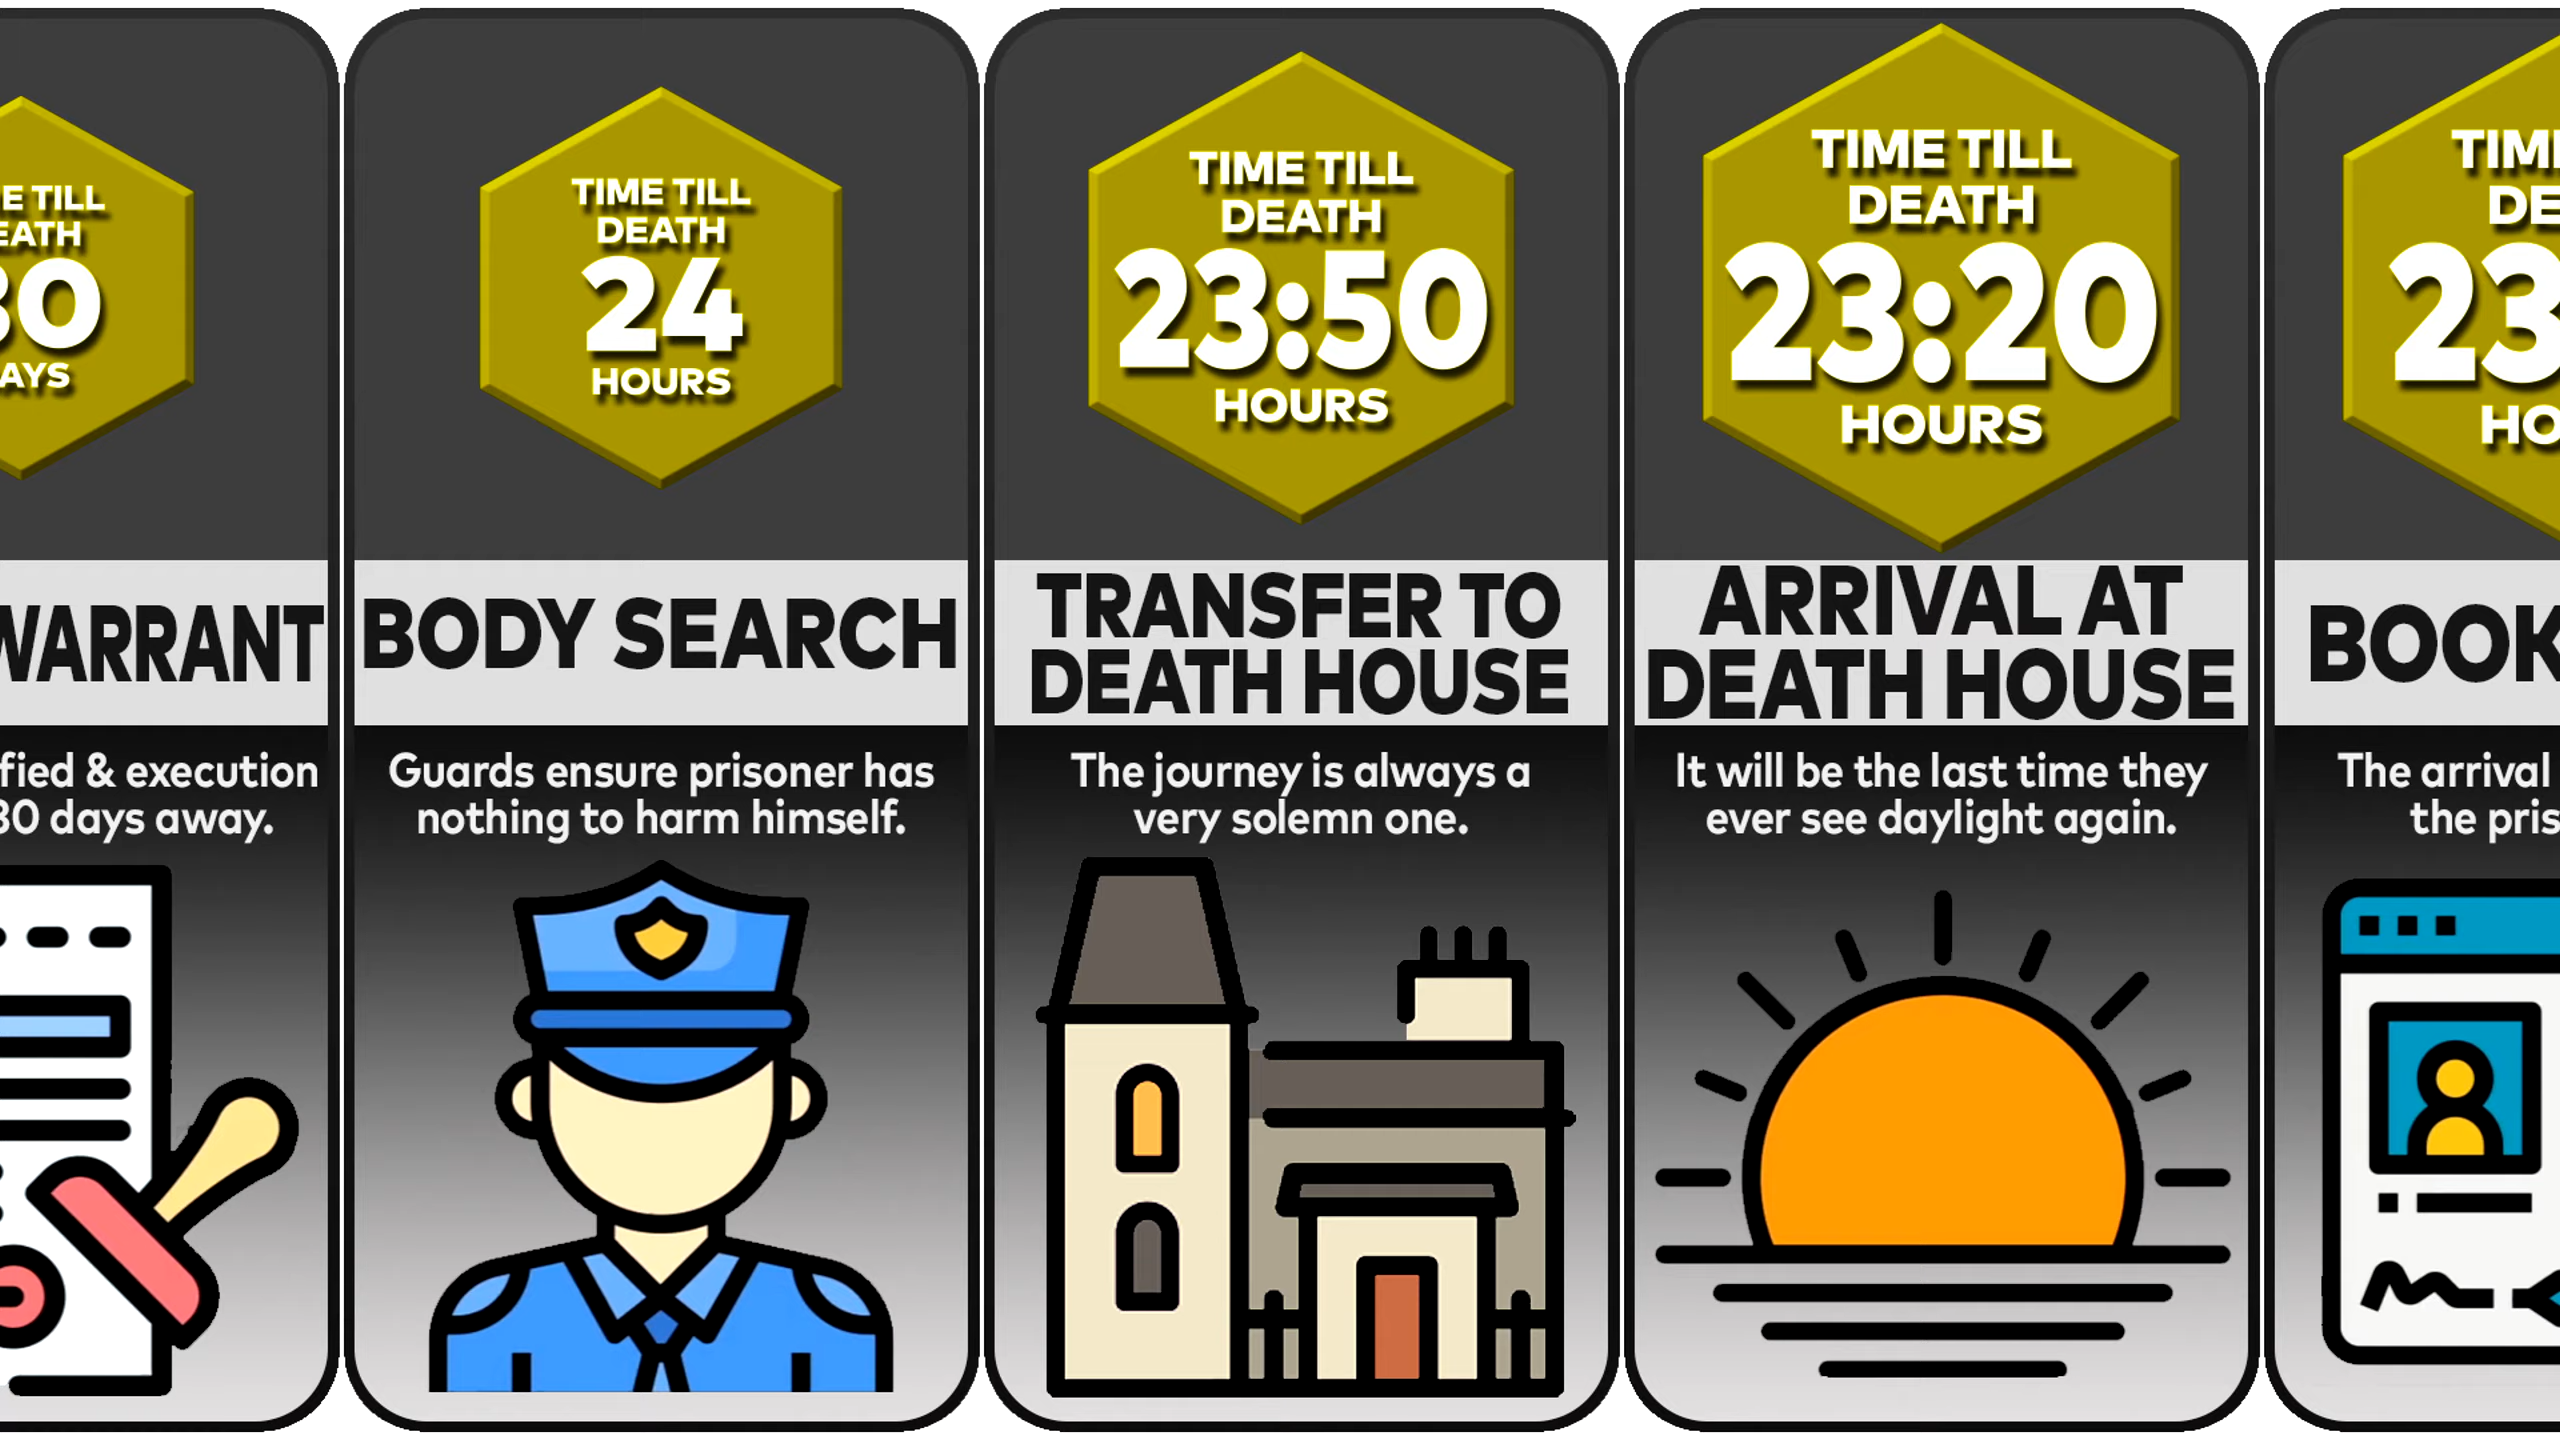 E TILL
EATH
30
AYS
WARRANT
fied & execution
30 days away.
TIME TILL
DEATH
24
HOURS
BODY SEARCH
Guards ensure prisoner has
nothing to harm himself.
TIME TILL
DEATH
23:50
HOURS
TRANSFER TO
DEATH HOUSE
The journey is always a
very solemn one.
TIME TILL
DEATH
23:20
HOURS
ARRIVAL AT
DEATH HOUSE
It will be the last time they
ever see daylight again.
TIM
DE
23
HO
BOOK
The arrival
the pris